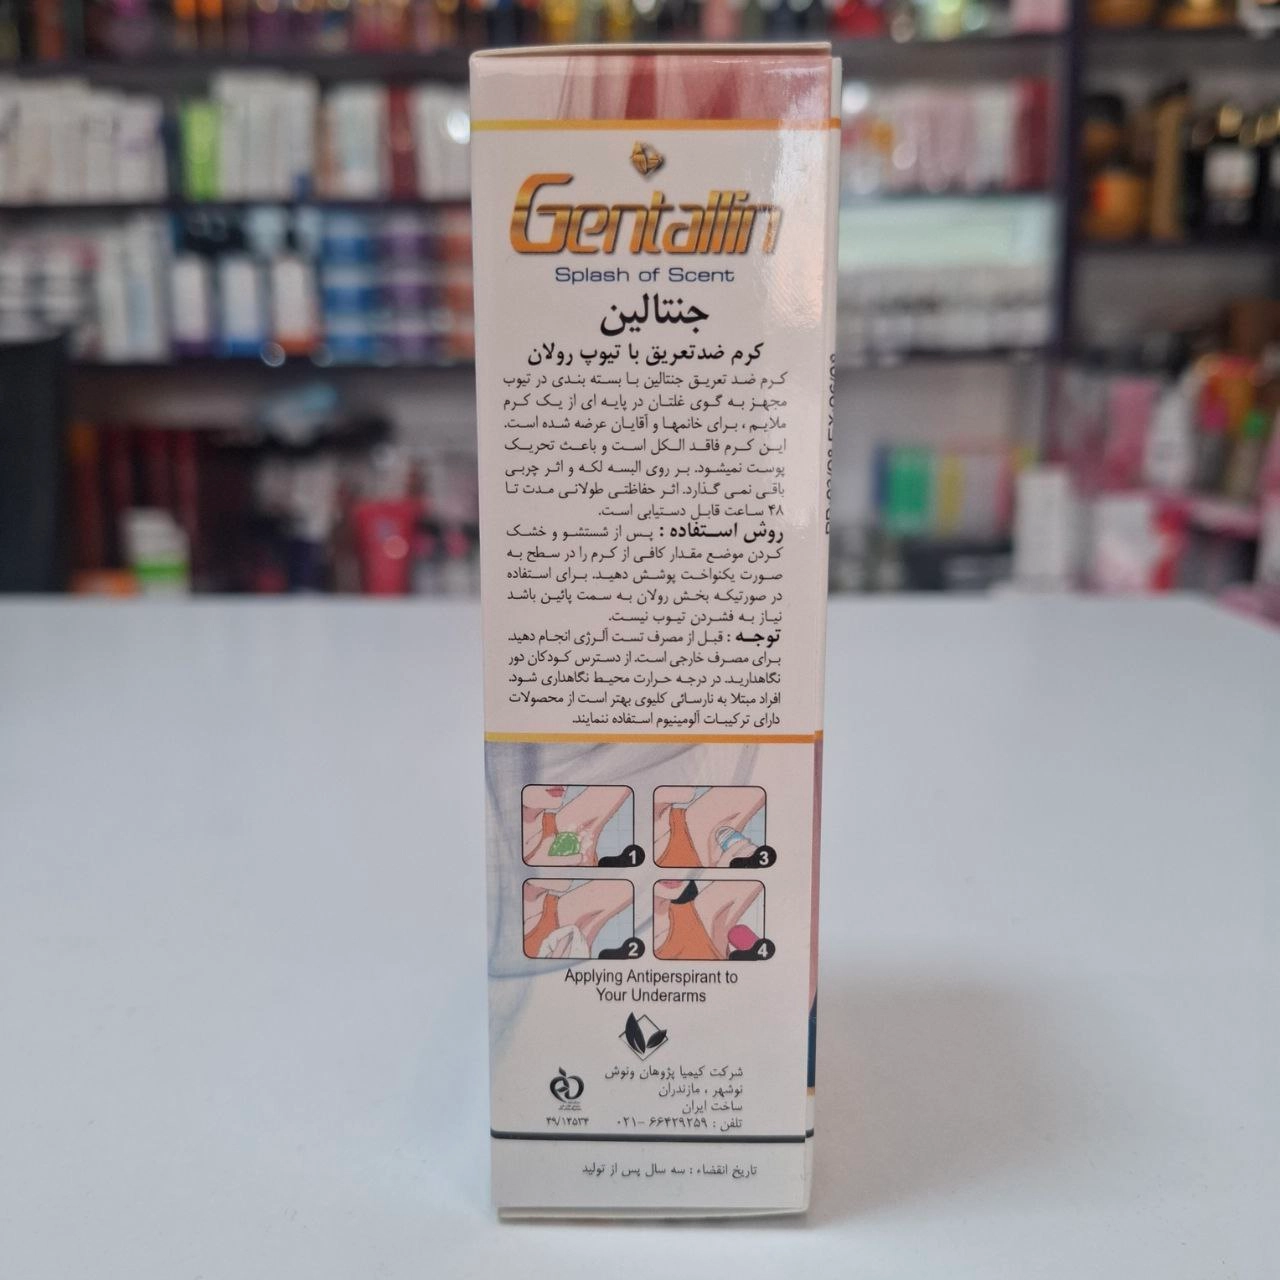 Gentallin
Splash of Scent
جنتالین
کرم ضدتعریق با تیوپ رولان
کرم ضد تعریق جنتالین با بسته بندی در تیوپ
مجهز به گوی غلتان در پایه ای از یک کرم
ملایم ، برای خانمها و آقایان عرضه شده است.
این کرم فاقد الکل است و باعث تحریک
پوست نمیشود. بر روی البسه لکه و اثر چربی
باقی نمی گذارد. اثر حفاظتی طولانی مدت تا
۴۸ ساعت قابل دستیابی است.
روش استفاده : پس از شستشو و خشک
کردن موضع مقدار کافی از کرم را در سطح به
صورت یکنواخت پوشش دهید. برای استفاده
در صورتیکه بخش رولان به سمت پائین باشد
نیاز به فشردن تیوب نیست.
توجه : قبل از مصرف تست آلرژی انجام دهید.
برای مصرف خارجی است. از دسترس کودکان دور
نگاهدارید. در درجه حرارت محیط نگاهداری شود.
افراد مبتلا به نارسائی کلیوی بهتر است از محصولات
دارای ترکیبات آلومینیوم استفاده ننمایند.
1
3
2
4
Applying Antiperspirant to
Your Underarms
شرکت کیمیا پژوهان ونوش
نوشهر ، مازندران
ساخت ایران
تلفن : ۶۶۴۲۹۲۵۹ -۰۲۱
۴۹/۱۲۵۳۴
تاریخ انقضاء : سه سال پس از تولید